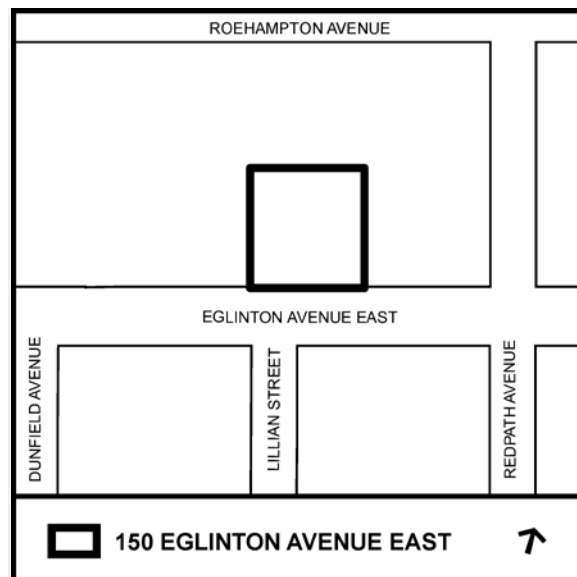 ROEHAMPTON AVENUE
EGLINTON AVENUE EAST
DUNFIELD AVENUE
LILLIAN STREET
REDPATH AVENUE
150 EGLINTON AVENUE EAST